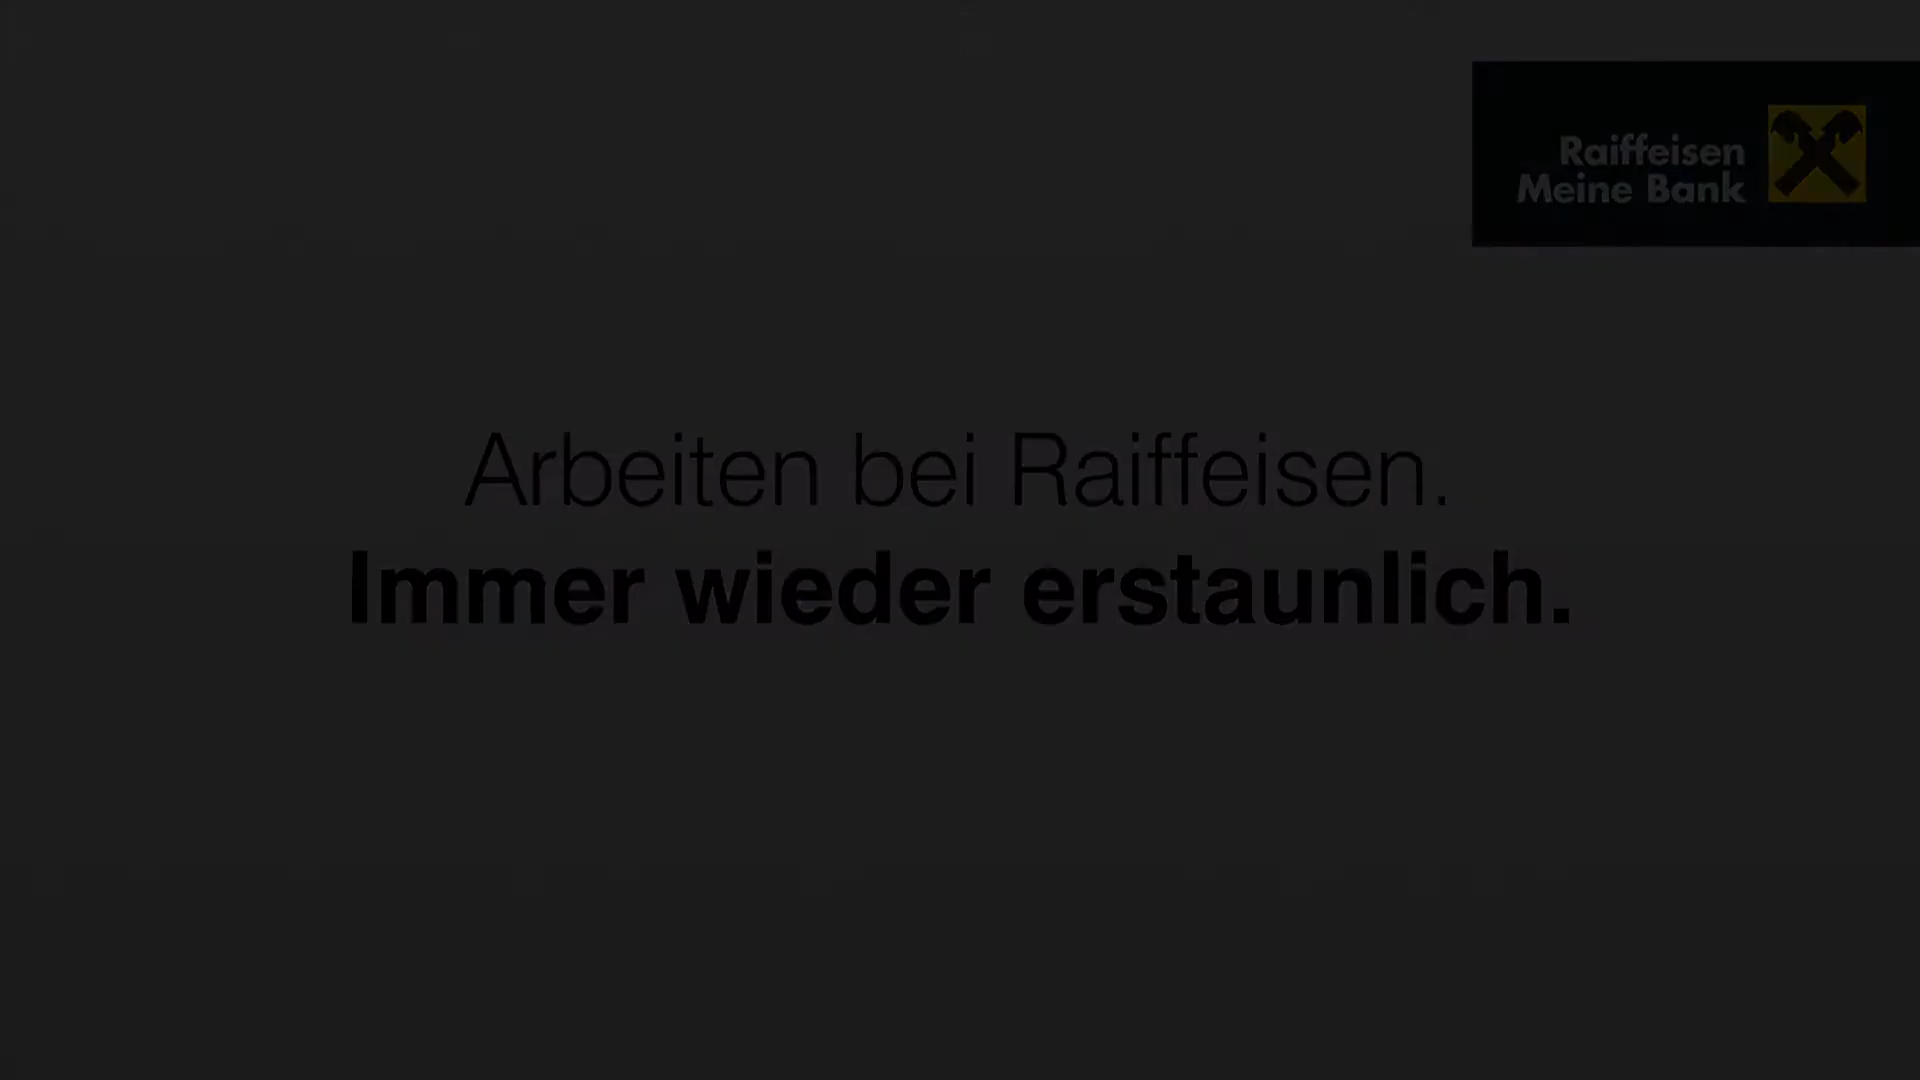 Raiffeisen
Meine Bank
Arbeiten bei Raiffeisen.
Immer wieder erstaunlich.